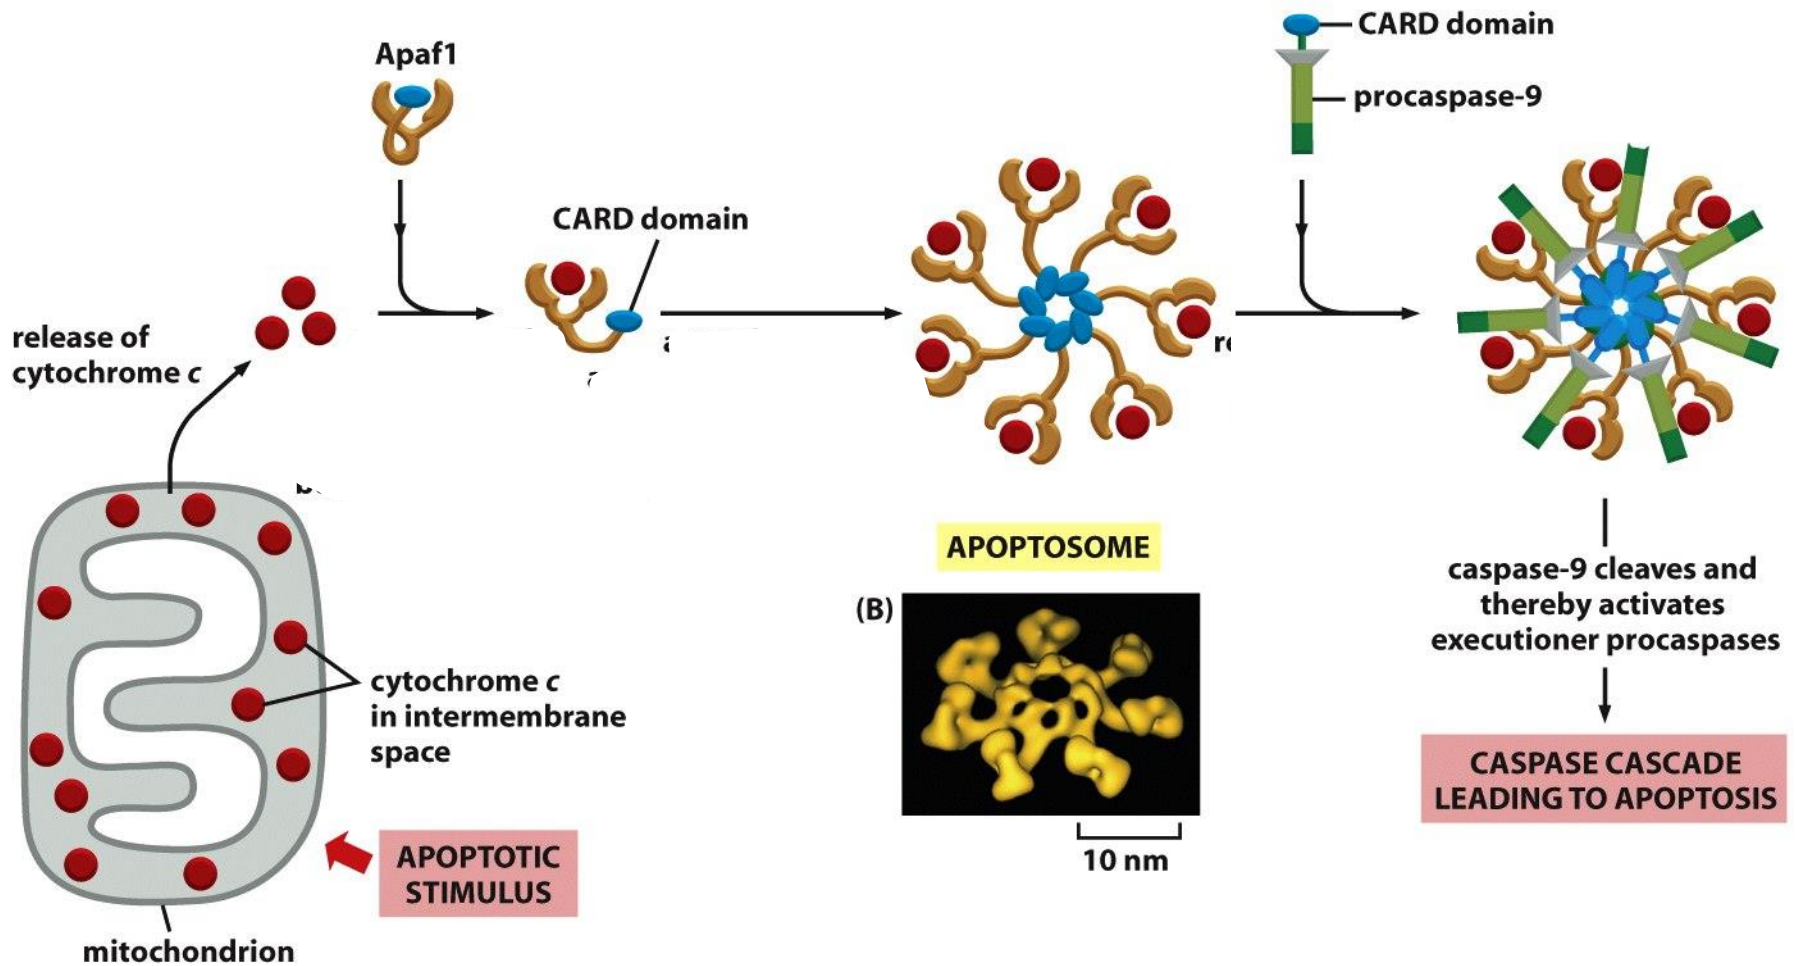 Apaf1
CARD domain
procaspase-9
CARD domain
release of
cytochrome c
APOPTOSOME
(B)
10 nm
caspase-9 cleaves and
thereby activates
executioner procaspases
CASPASE CASCADE
LEADING TO APOPTOSIS
cytochrome c
in intermembrane
space
APOPTOTIC
STIMULUS
mitochondrion